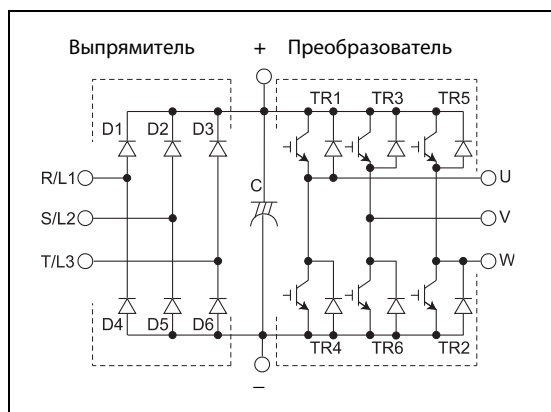 Выпрямитель + Преобразователь
TR1 TR3 TR5
D1 D2 D3
R/L1 C U
S/L2 V
T/L3 W
D4 D5 D6
TR4 TR6 TR2
−